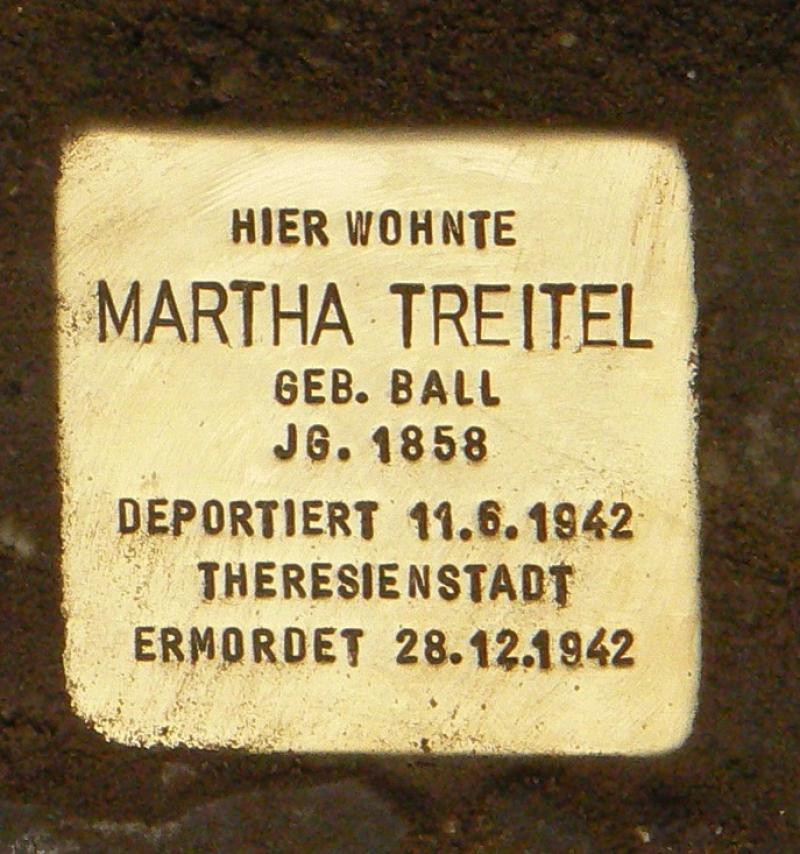 HIER WOHNTE
MARTHA TREITEL
GEB. BALL
JG. 1858
DEPORTIERT 11.6.1942
THERESIENSTADT
ERMORDET 28.12.1942